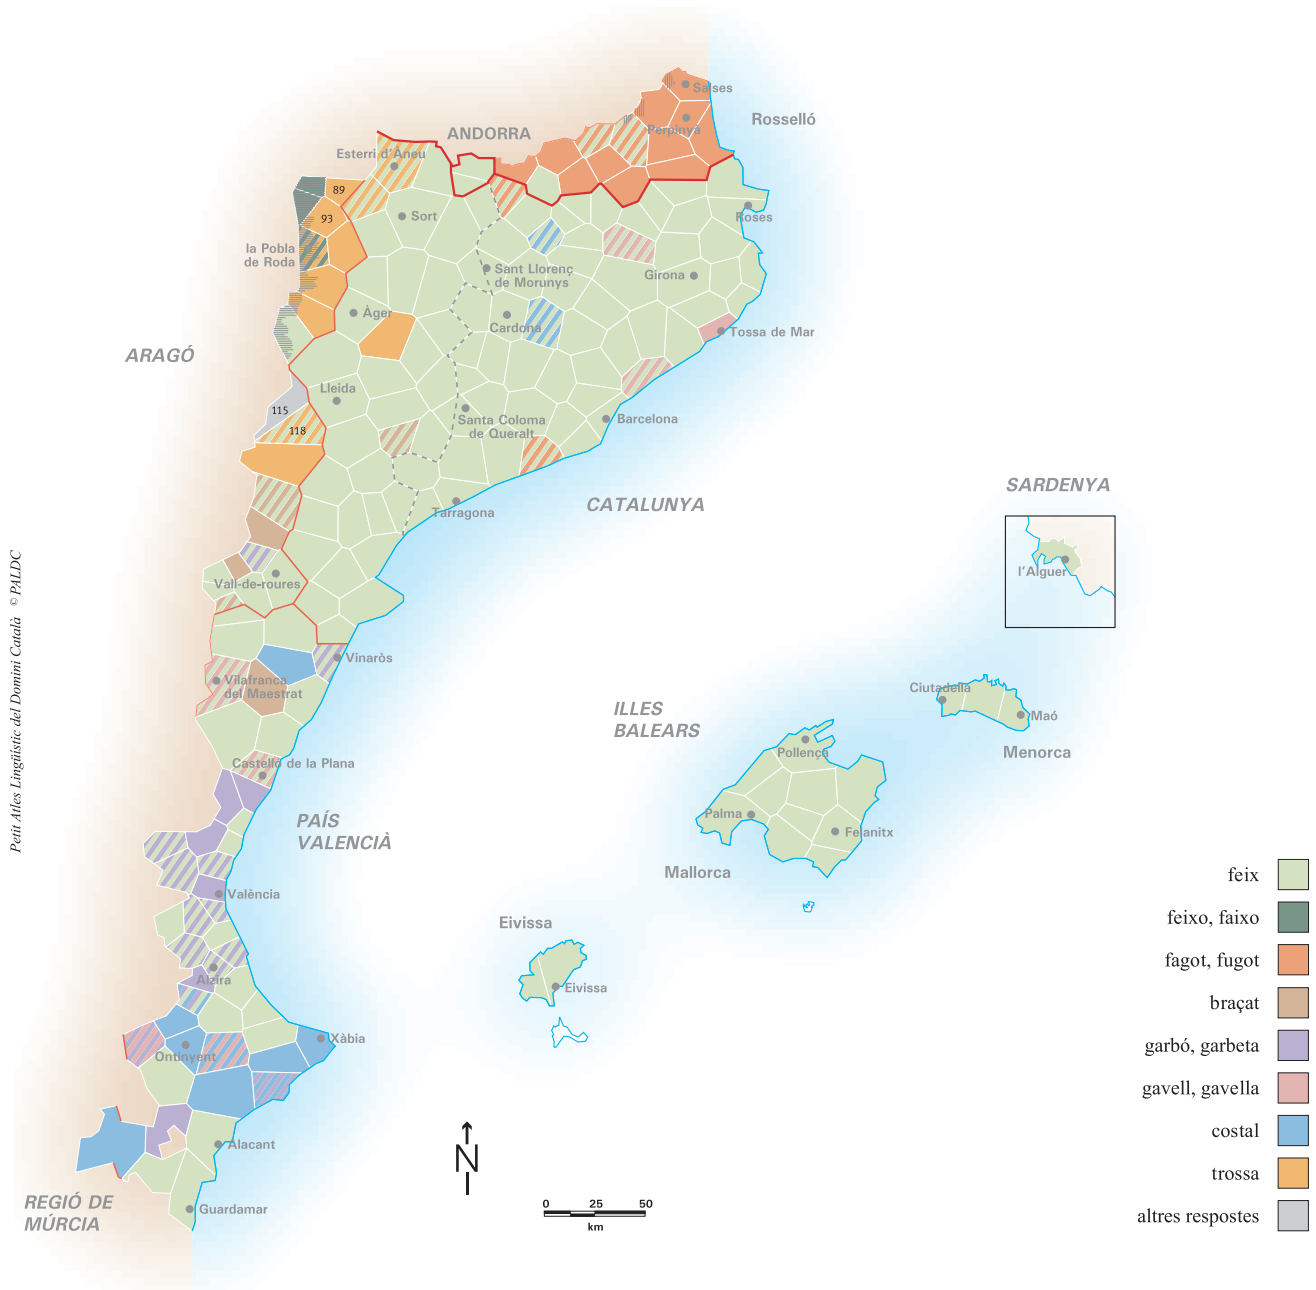 Salses
Rosselló
ANDORRA
Perpinyà
Esterri d'Àneu
89
93
Sort
Roses
la Pobla
de Roda
Sant Llorenç
de Morunys
Girona
Àger
Cardona
Tossa de Mar
ARAGÓ
Lleida
115
118
Santa Coloma
de Queralt
Barcelona
SARDENYA
CATALUNYA
Tarragona
l'Alguer
Vall-de-roures
Vinaròs
Vilafranca
del Maestrat
Ciutadella
Maó
ILLES
BALEARS
Menorca
Pollença
Castelló de la Plana
Palma
Felanitx
PAÍS
VALENCIÀ
Mallorca
València
Eivissa
Alzira
Eivissa
Xàbia
Ontinyent
Alacant
N
REGIÓ DE
MÚRCIA
Guardamar
0 25 50
km
feix
feixo, faixo
fagot, fugot
braçat
garbó, garbeta
gavell, gavella
costal
trossa
altres respostes
Petit Atles Lingüístic del Domini Català © PALDC